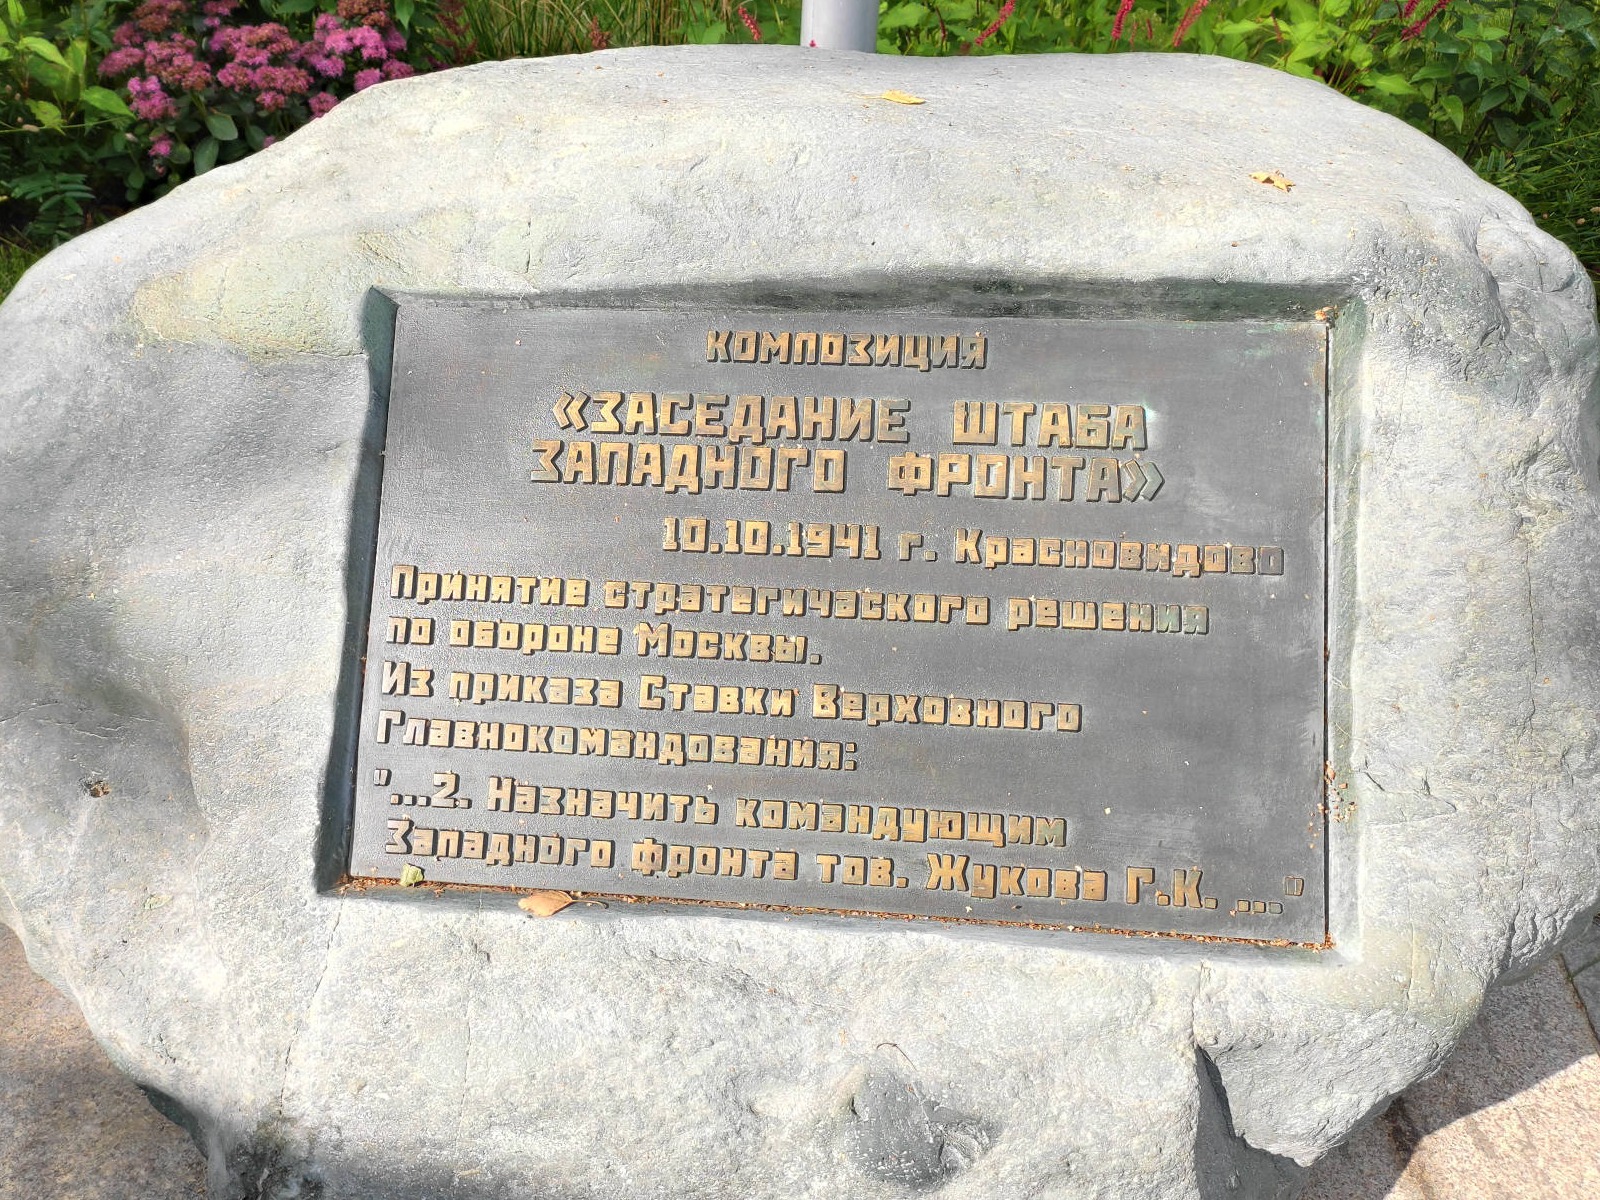 КОМПОЗИЦИЯ
«ЗАСЕДАНИЕ ШТАБА
ЗАПАДНОГО ФРОНТА»
10.10.1941 г. Красновидово
Принятие стратегического решения
по обороне Москвы.
Из приказа Ставки Верховного
Главнокомандования:
"...2. Назначить командующим
Западного фронта тов. Жукова Г.К. ..."